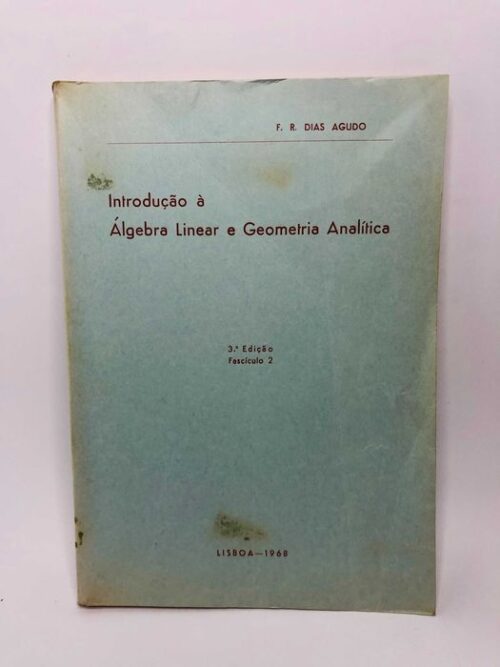 F. R. DIAS AGUDO
Introdução à
Álgebra Linear e Geometria Analítica
3.ª Edição
Fascículo 2
LISBOA—1968